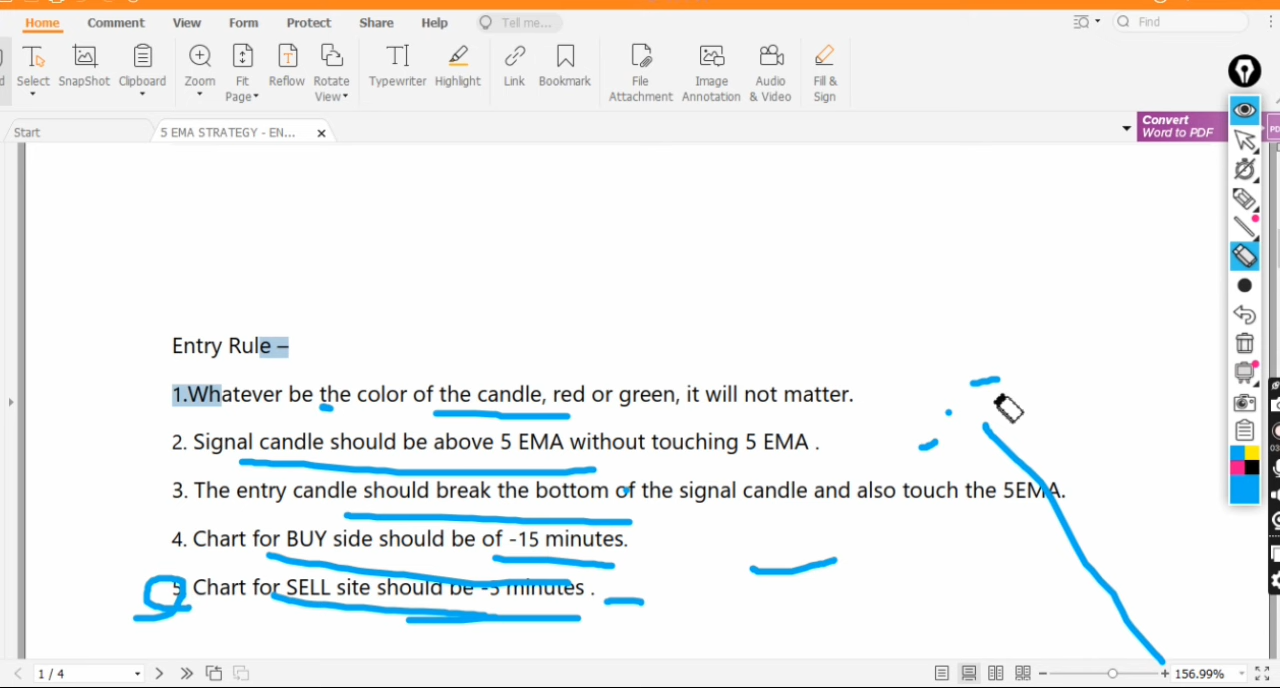 Home Comment View Form Protect Share Help Tell me... Find
Select SnapShot Clipboard Zoom Fit Page Reflow Rotate View Typewriter Highlight Link Bookmark File Attachment Image Annotation Audio & Video Fill & Sign
Start 5 EMA STRATEGY - EN... Convert Word to PDF
Entry Rule –
1.Whatever be the color of the candle, red or green, it will not matter.
2. Signal candle should be above 5 EMA without touching 5 EMA .
3. The entry candle should break the bottom of the signal candle and also touch the 5EMA.
4. Chart for BUY side should be of -15 minutes.
5. Chart for SELL site should be -5 minutes .
1 / 4 156.99%